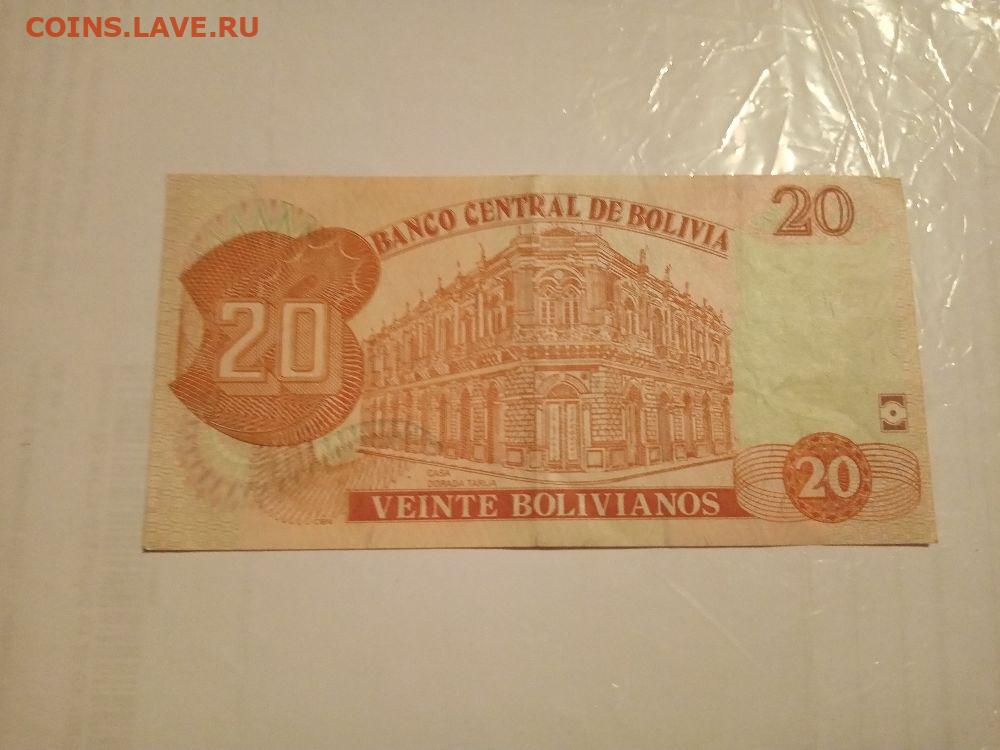 COINS.LAVE.RU
BANCO CENTRAL DE BOLIVIA
20
20
CASA
DORADA TARIJA
20
VEINTE BOLIVIANOS